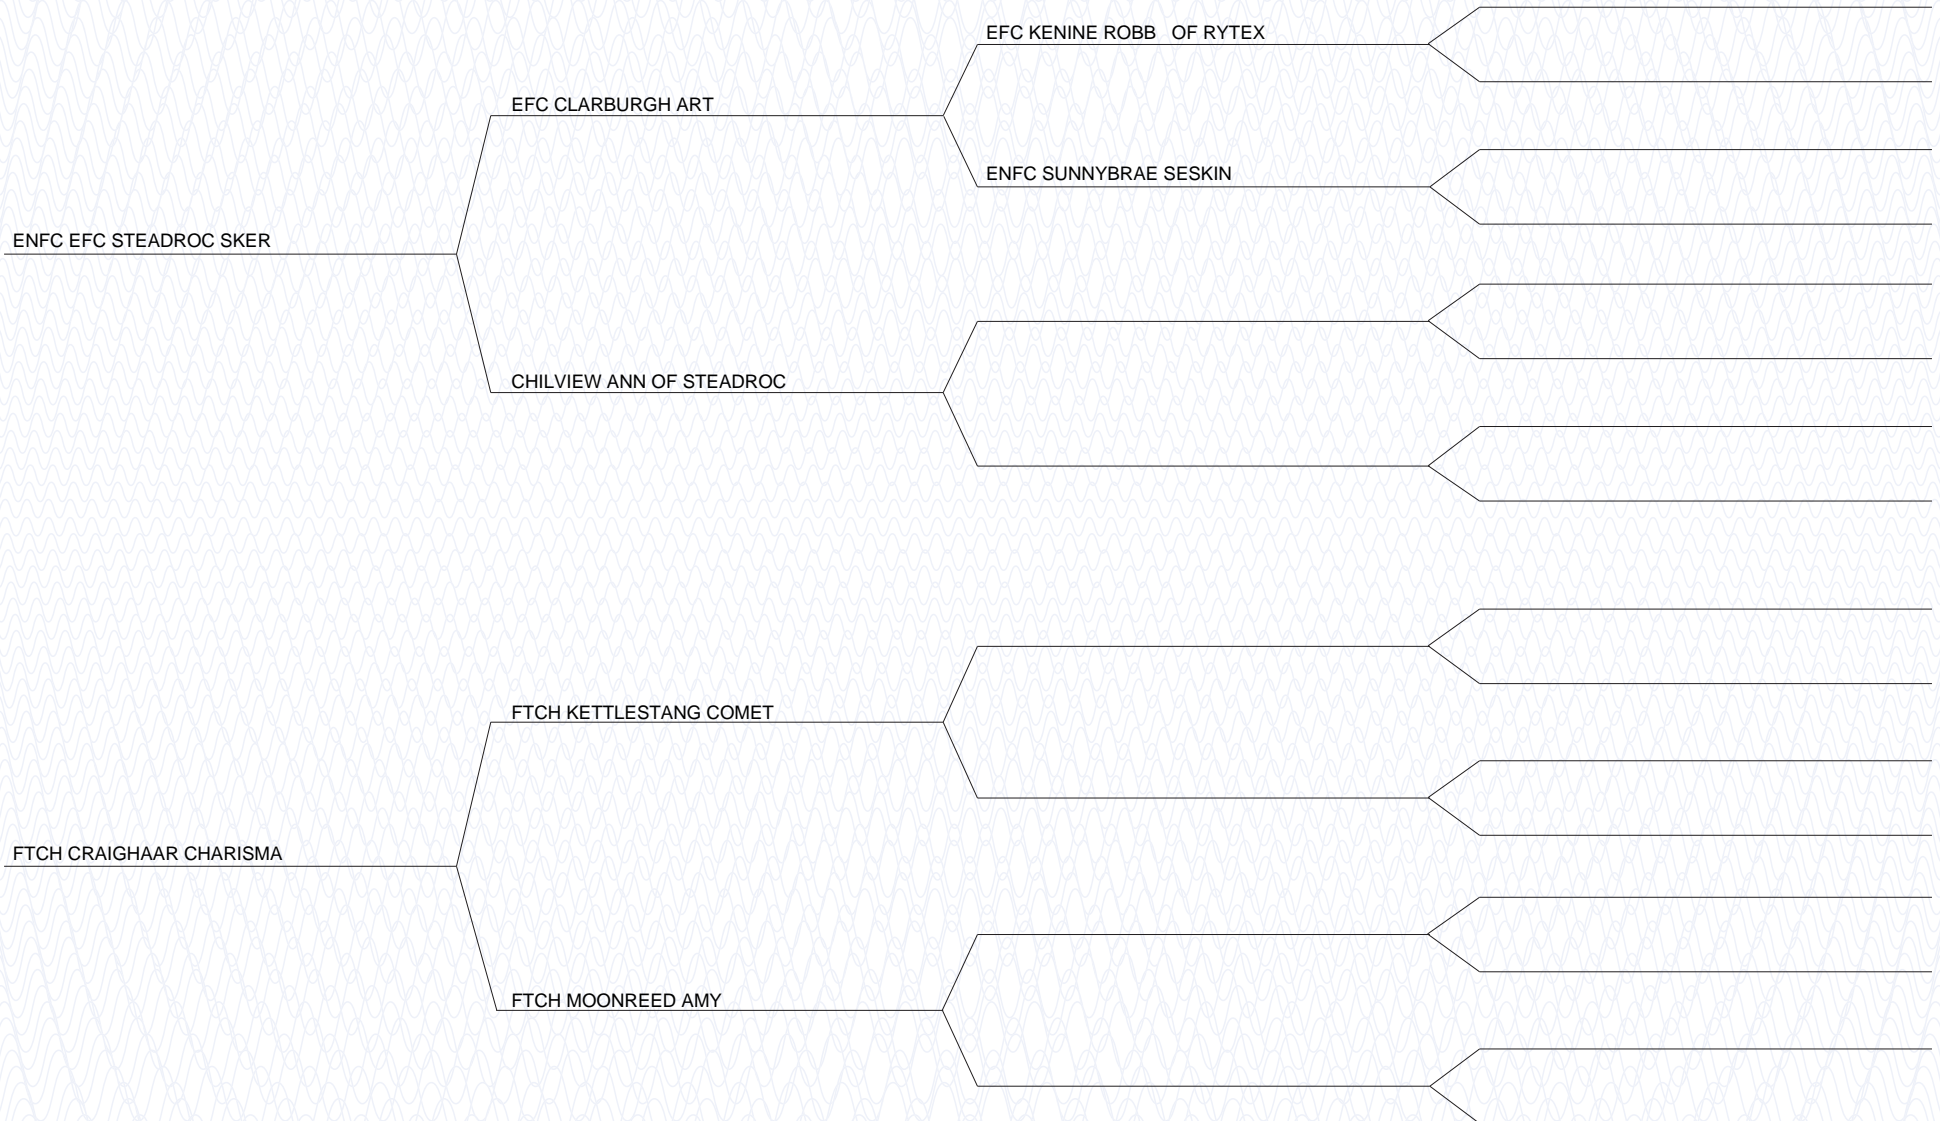 EFC KENINE ROBB   OF RYTEX
EFC CLARBURGH ART
ENFC SUNNYBRAE SESKIN
ENFC EFC STEADROC SKER
CHILVIEW ANN OF STEADROC
FTCH KETTLESTANG COMET
FTCH CRAIGHAAR CHARISMA
FTCH MOONREED AMY